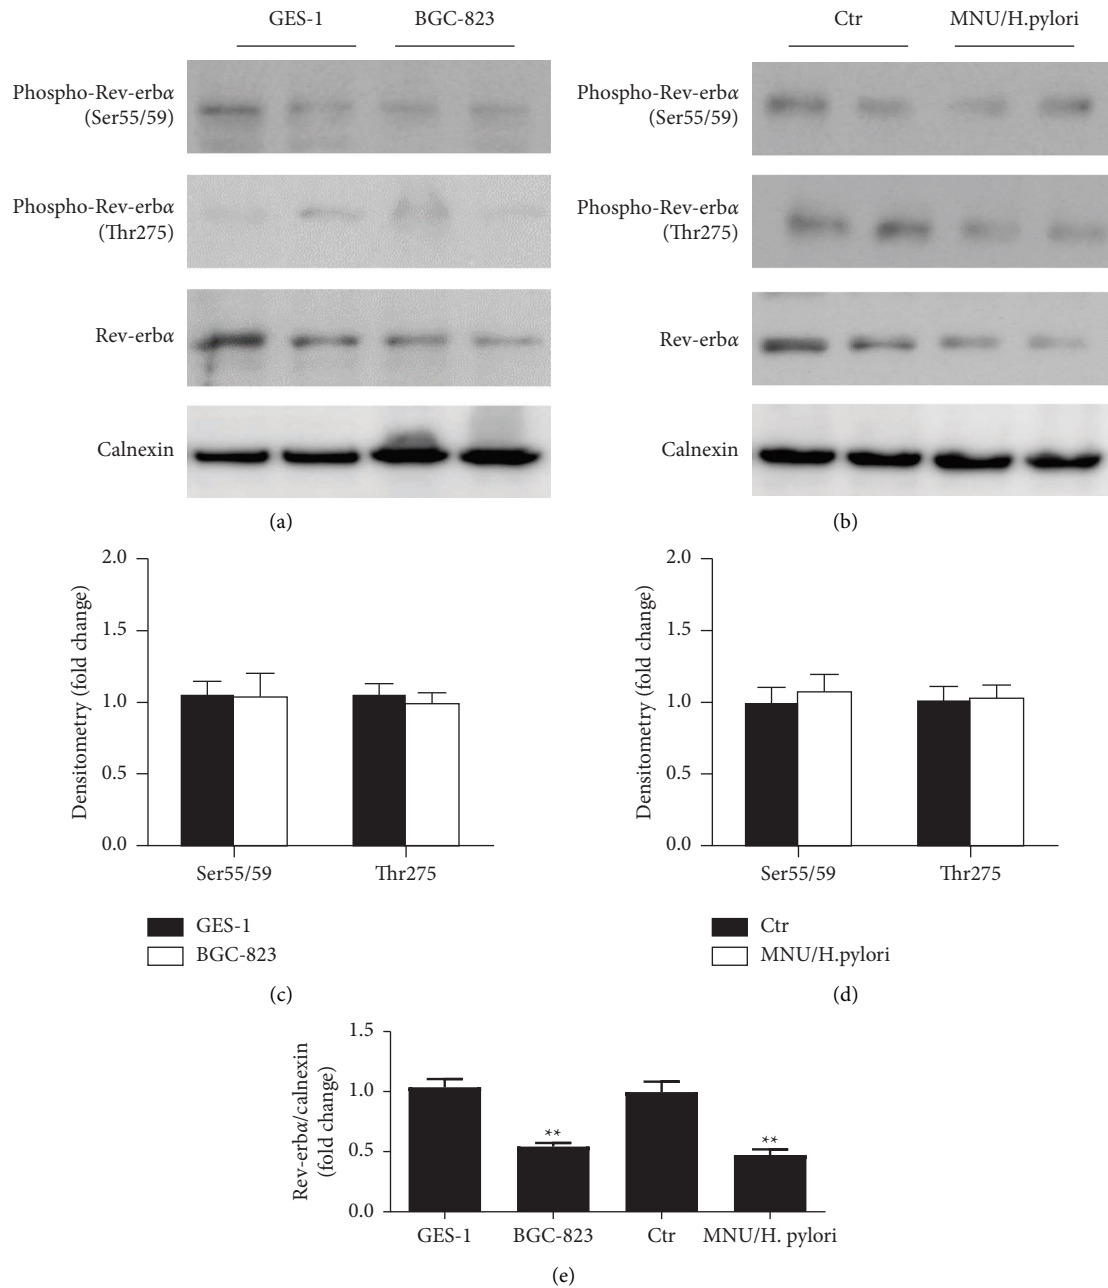 GES-1 BGC-823
Phospho-Rev-erbα
(Ser55/59)
Phospho-Rev-erbα
(Thr275)
Rev-erbα
Calnexin
(a)
Ctr MNU/H.pylori
Phospho-Rev-erbα
(Ser55/59)
Phospho-Rev-erbα
(Thr275)
Rev-erbα
Calnexin
(b)
Densitometry (fold change)
2.0
1.5
1.0
0.5
0.0
Ser55/59 Thr275
GES-1
BGC-823
(c)
Densitometry (fold change)
2.0
1.5
1.0
0.5
0.0
Ser55/59 Thr275
Ctr
MNU/H.pylori
(d)
Rev-erbα/calnexin
(fold change)
1.5
1.0
0.5
0.0
** **
GES-1 BGC-823 Ctr MNU/H. pylori
(e)